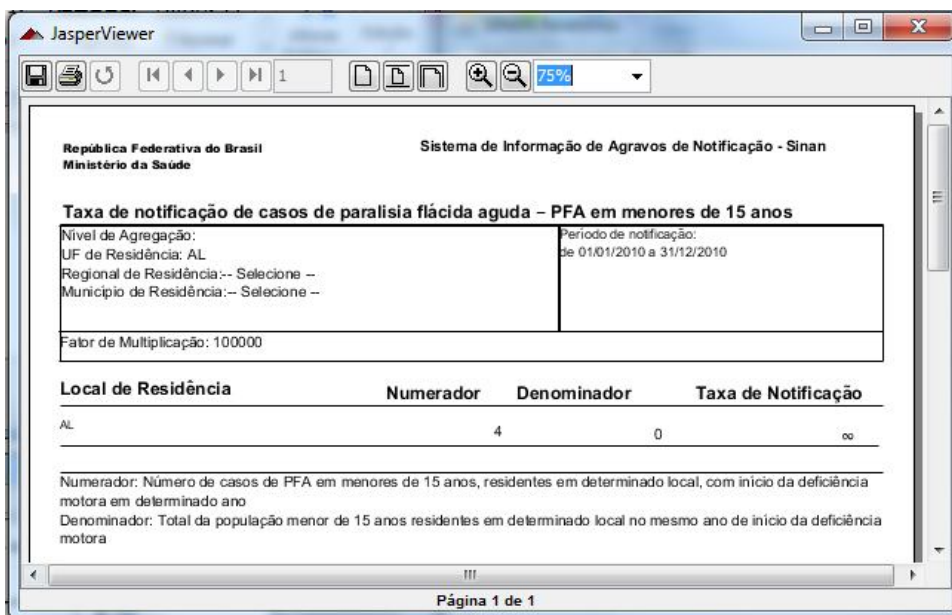 JasperViewer
1
75%
República Federativa do Brasil
Ministério da Saúde
Sistema de Informação de Agravos de Notificação - Sinan
Taxa de notificação de casos de paralisia flácida aguda – PFA em menores de 15 anos
Nível de Agregação:
UF de Residência: AL
Regional de Residência:-- Selecione --
Município de Residência:-- Selecione --
Período de notificação:
de 01/01/2010 a 31/12/2010
Fator de Multiplicação: 100000
Local de Residência Numerador Denominador Taxa de Notificação
AL 4 0 ∞
Numerador: Número de casos de PFA em menores de 15 anos, residentes em determinado local, com início da deficiência
motora em determinado ano
Denominador: Total da população menor de 15 anos residentes em determinado local no mesmo ano de início da deficiência
motora
Página 1 de 1